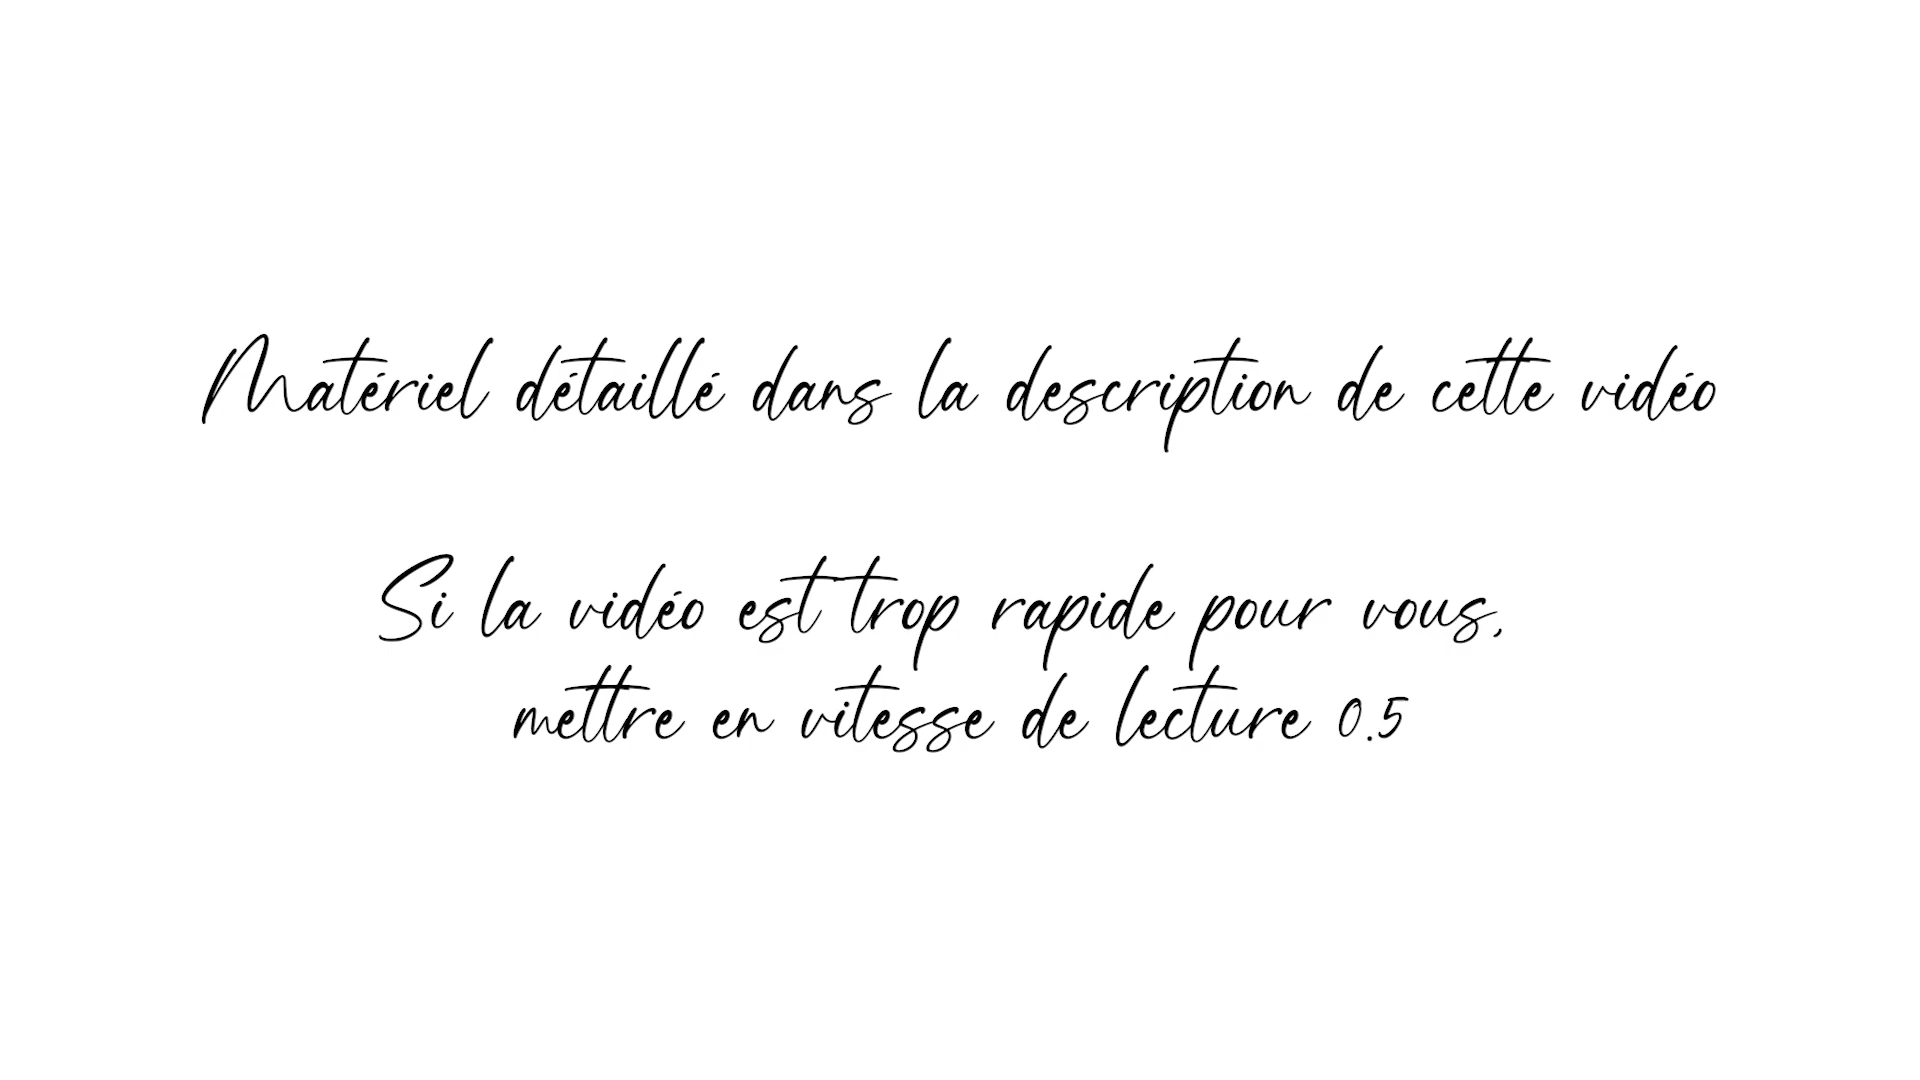 Matériel détaillé dans la description de cette vidéo
Si la vidéo est trop rapide pour vous,
mettre en vitesse de lecture 0.5